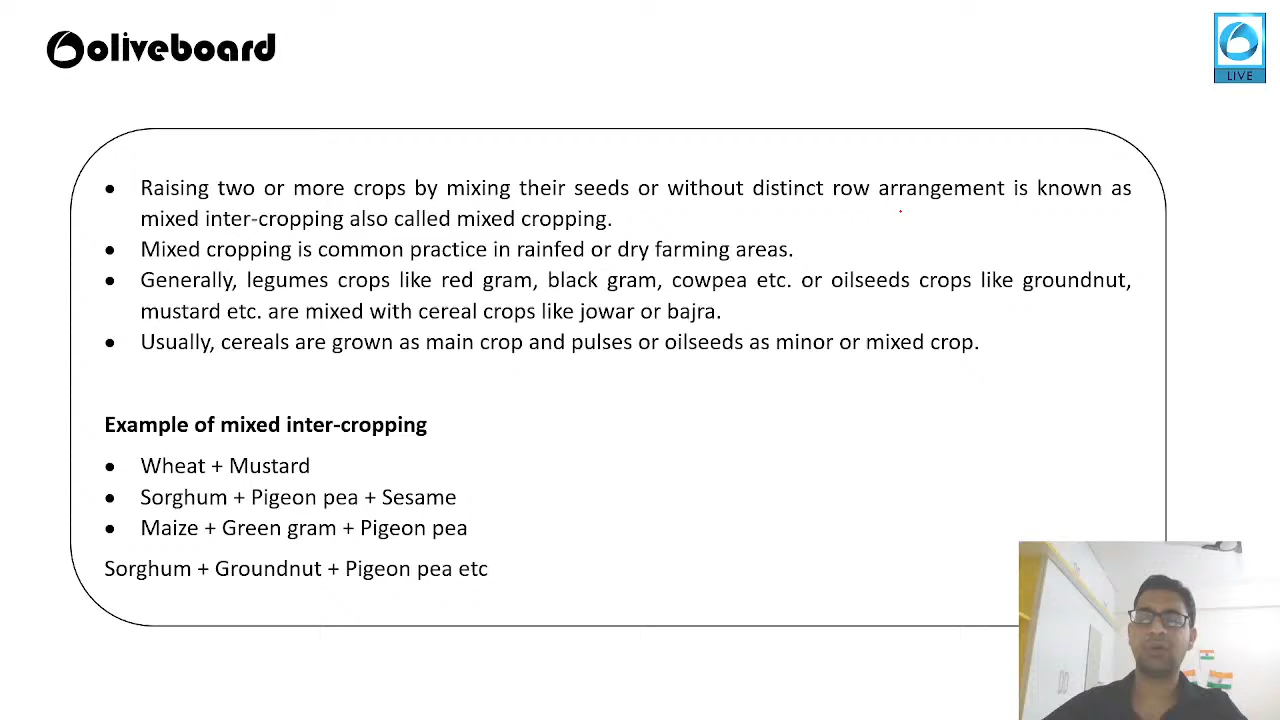 oliveboard
LIVE
• Raising two or more crops by mixing their seeds or without distinct row arrangement is known as
mixed inter-cropping also called mixed cropping.
• Mixed cropping is common practice in rainfed or dry farming areas.
• Generally, legumes crops like red gram, black gram, cowpea etc. or oilseeds crops like groundnut,
mustard etc. are mixed with cereal crops like jowar or bajra.
• Usually, cereals are grown as main crop and pulses or oilseeds as minor or mixed crop.
Example of mixed inter-cropping
• Wheat + Mustard
• Sorghum + Pigeon pea + Sesame
• Maize + Green gram + Pigeon pea
Sorghum + Groundnut + Pigeon pea etc